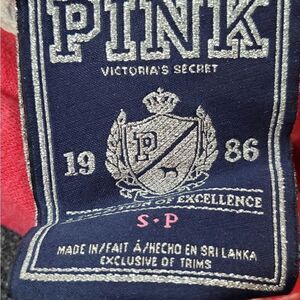 PINK
VICTORIA'S SECRET
P
19 86
OF EXCELLENCE
S·P
MADE IN/FAIT À/HECHO EN SRI LANKA
EXCLUSIVE OF TRIMS